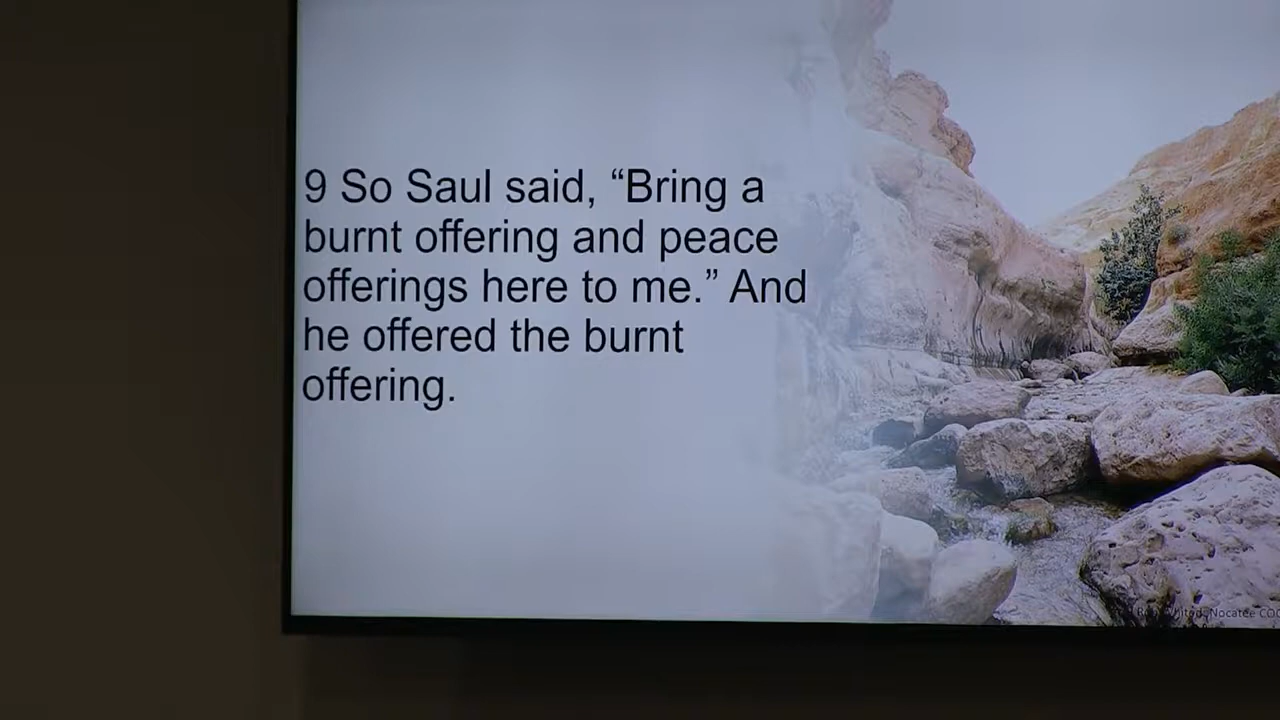 9 So Saul said, “Bring a
burnt offering and peace
offerings here to me.” And
he offered the burnt
offering.
Nocatee